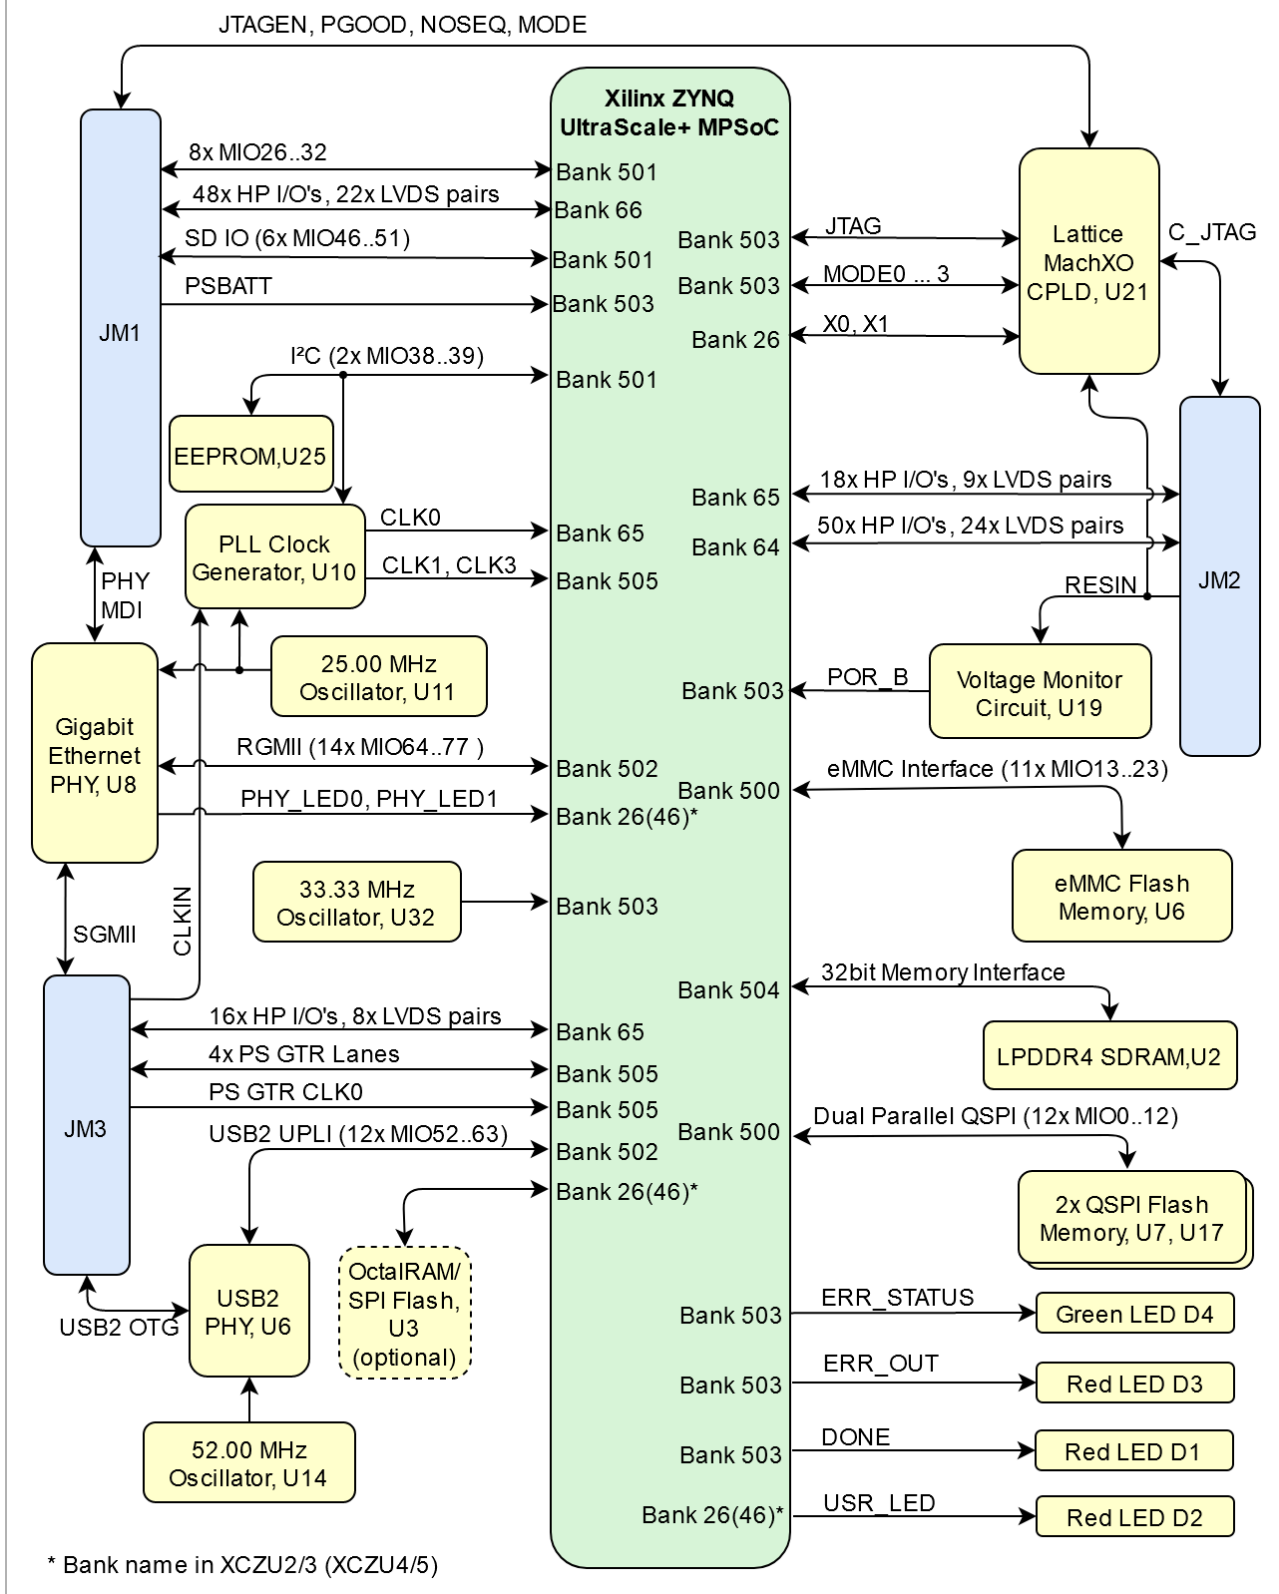 JTAGEN, PGOOD, NOSEQ, MODE
Xilinx ZYNQ
UltraScale+ MPSoC
JM1
8x MIO26..32
Bank 501
48x HP I/O's, 22x LVDS pairs
Bank 66
SD IO (6x MIO46..51)
Bank 501
PSBATT
Bank 503
I²C (2x MIO38..39)
Bank 501
EEPROM,U25
PLL Clock
Generator, U10
CLK0
Bank 65
CLK1, CLK3
Bank 505
PHY
MDI
25.00 MHz
Oscillator, U11
Gigabit
Ethernet
PHY, U8
RGMII (14x MIO64..77 )
Bank 502
PHY_LED0, PHY_LED1
Bank 26(46)*
33.33 MHz
Oscillator, U32
Bank 503
CLKIN
SGMII
JM3
16x HP I/O's, 8x LVDS pairs
Bank 65
4x PS GTR Lanes
Bank 505
PS GTR CLK0
Bank 505
USB2 UPLI (12x MIO52..63)
Bank 502
Bank 26(46)*
USB2
PHY, U6
USB2 OTG
OctalRAM/
SPI Flash,
U3
(optional)
52.00 MHz
Oscillator, U14
Bank 503
JTAG
Bank 503
MODE0 ... 3
Bank 26
X0, X1
Lattice
MachXO
CPLD, U21
C_JTAG
JM2
Bank 65
18x HP I/O's, 9x LVDS pairs
Bank 64
50x HP I/O's, 24x LVDS pairs
RESIN
Bank 503
POR_B
Voltage Monitor
Circuit, U19
Bank 500
eMMC Interface (11x MIO13..23)
eMMC Flash
Memory, U6
Bank 504
32bit Memory Interface
LPDDR4 SDRAM,U2
Bank 500
Dual Parallel QSPI (12x MIO0..12)
2x QSPI Flash
Memory, U7, U17
Bank 503
ERR_STATUS
Green LED D4
Bank 503
ERR_OUT
Red LED D3
Bank 503
DONE
Red LED D1
Bank 26(46)*
USR_LED
Red LED D2
* Bank name in XCZU2/3 (XCZU4/5)